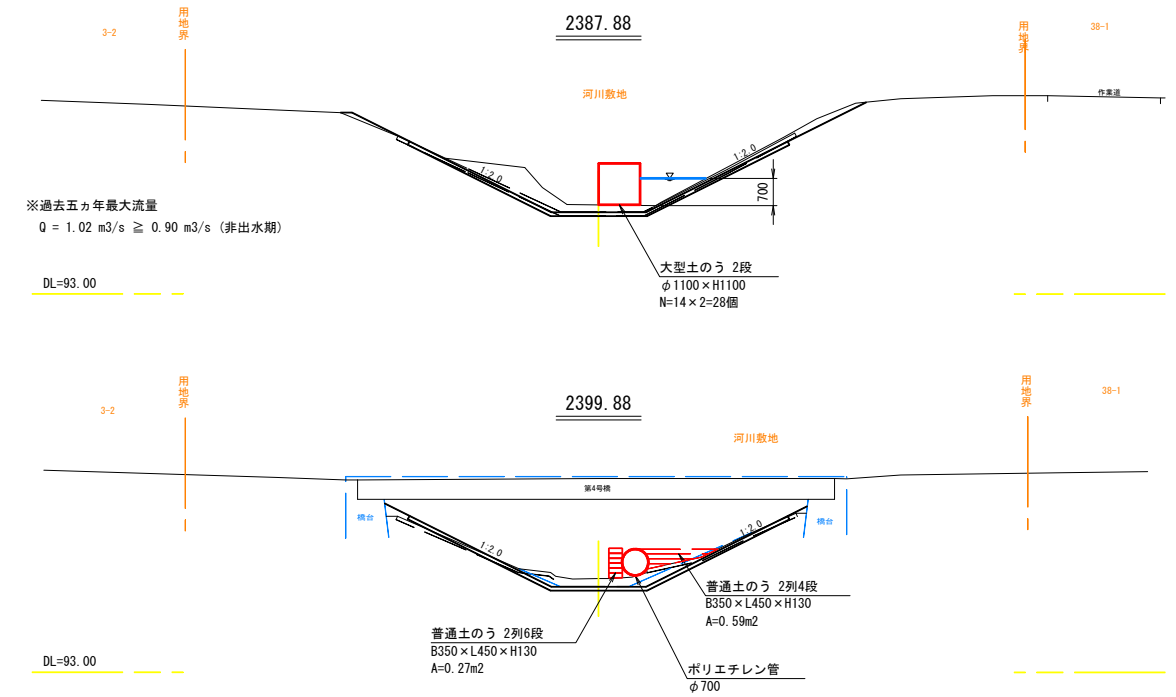 2387.88
3-2
用地界
用地界
38-1
河川敷地
作業道
1:2.0
1:2.0
700
※過去五ヵ年最大流量
Q = 1.02 m3/s ≧ 0.90 m3/s (非出水期)
大型土のう 2段
φ1100×H1100
N=14×2=28個
DL=93.00
2399.88
3-2
用地界
用地界
38-1
河川敷地
第4号橋
橋台
橋台
1:2.0
1:2.0
普通土のう 2列4段
B350×L450×H130
A=0.59m2
普通土のう 2列6段
B350×L450×H130
A=0.27m2
ポリエチレン管
φ700
DL=93.00